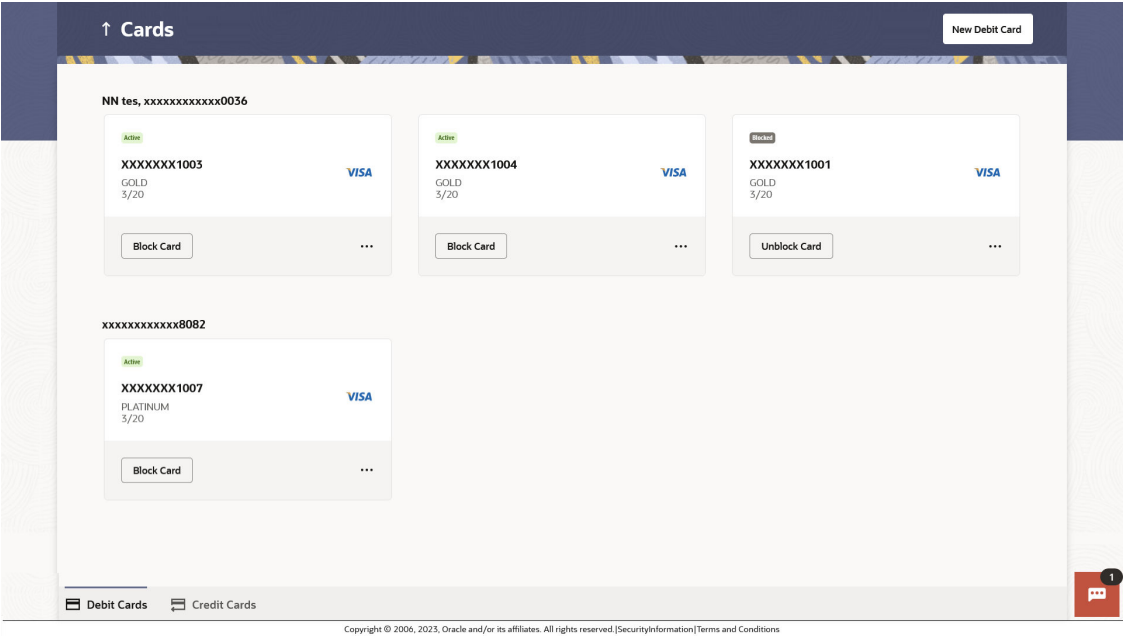 ↑ Cards
New Debit Card
NN tes, xxxxxxxxxxxx0036
Active
XXXXXXX1003
GOLD
3/20
VISA
Block Card
...
Active
XXXXXXX1004
GOLD
3/20
VISA
Block Card
...
Blocked
XXXXXXX1001
GOLD
3/20
VISA
Unblock Card
...
xxxxxxxxxxxx8082
Active
XXXXXXX1007
PLATINUM
3/20
VISA
Block Card
...
Debit Cards
Credit Cards
1
Copyright © 2006, 2023, Oracle and/or its affiliates. All rights reserved.|SecurityInformation|Terms and Conditions